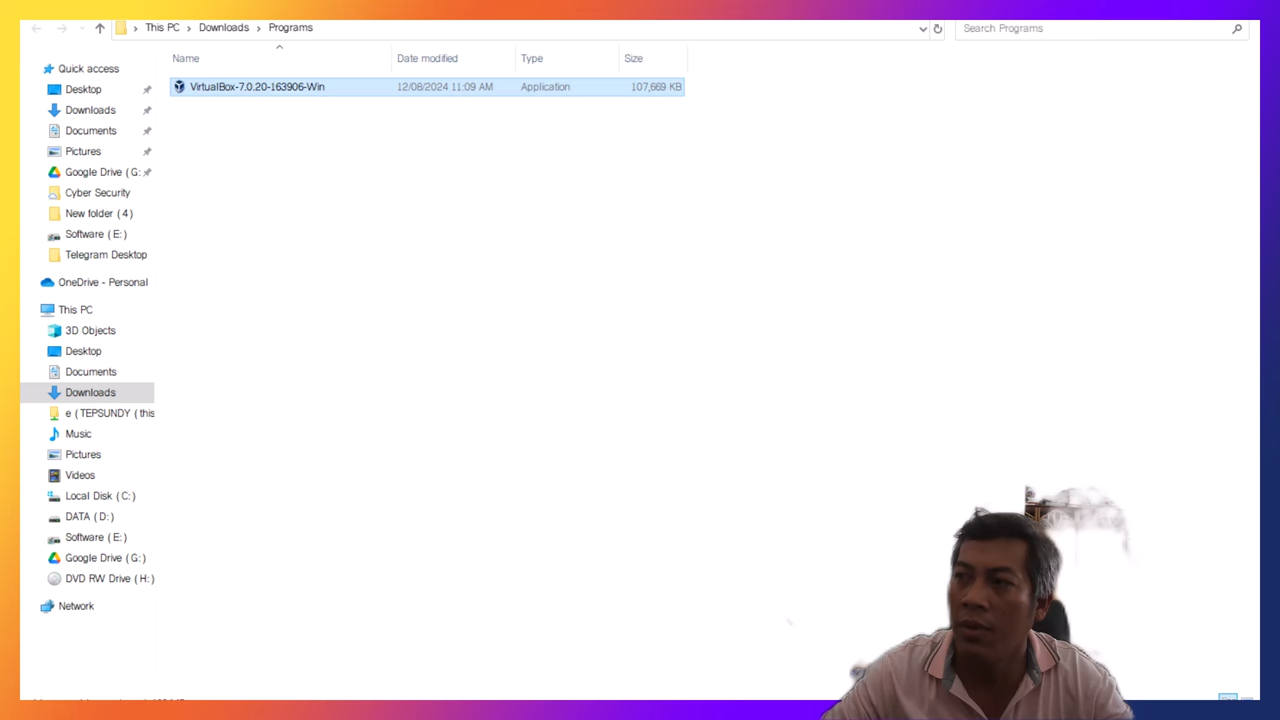 This PC > Downloads > Programs
Search Programs
Name Date modified Type Size
VirtualBox-7.0.20-163906-Win 12/08/2024 11:09 AM Application 107,669 KB
Quick access
Desktop
Downloads
Documents
Pictures
Google Drive (G:
Cyber Security
New folder (4)
Software (E:)
Telegram Desktop
OneDrive - Personal
This PC
3D Objects
Desktop
Documents
Downloads
e (TEPSUNDY (this
Music
Pictures
Videos
Local Disk (C:)
DATA (D:)
Software (E:)
Google Drive (G:)
DVD RW Drive (H:)
Network